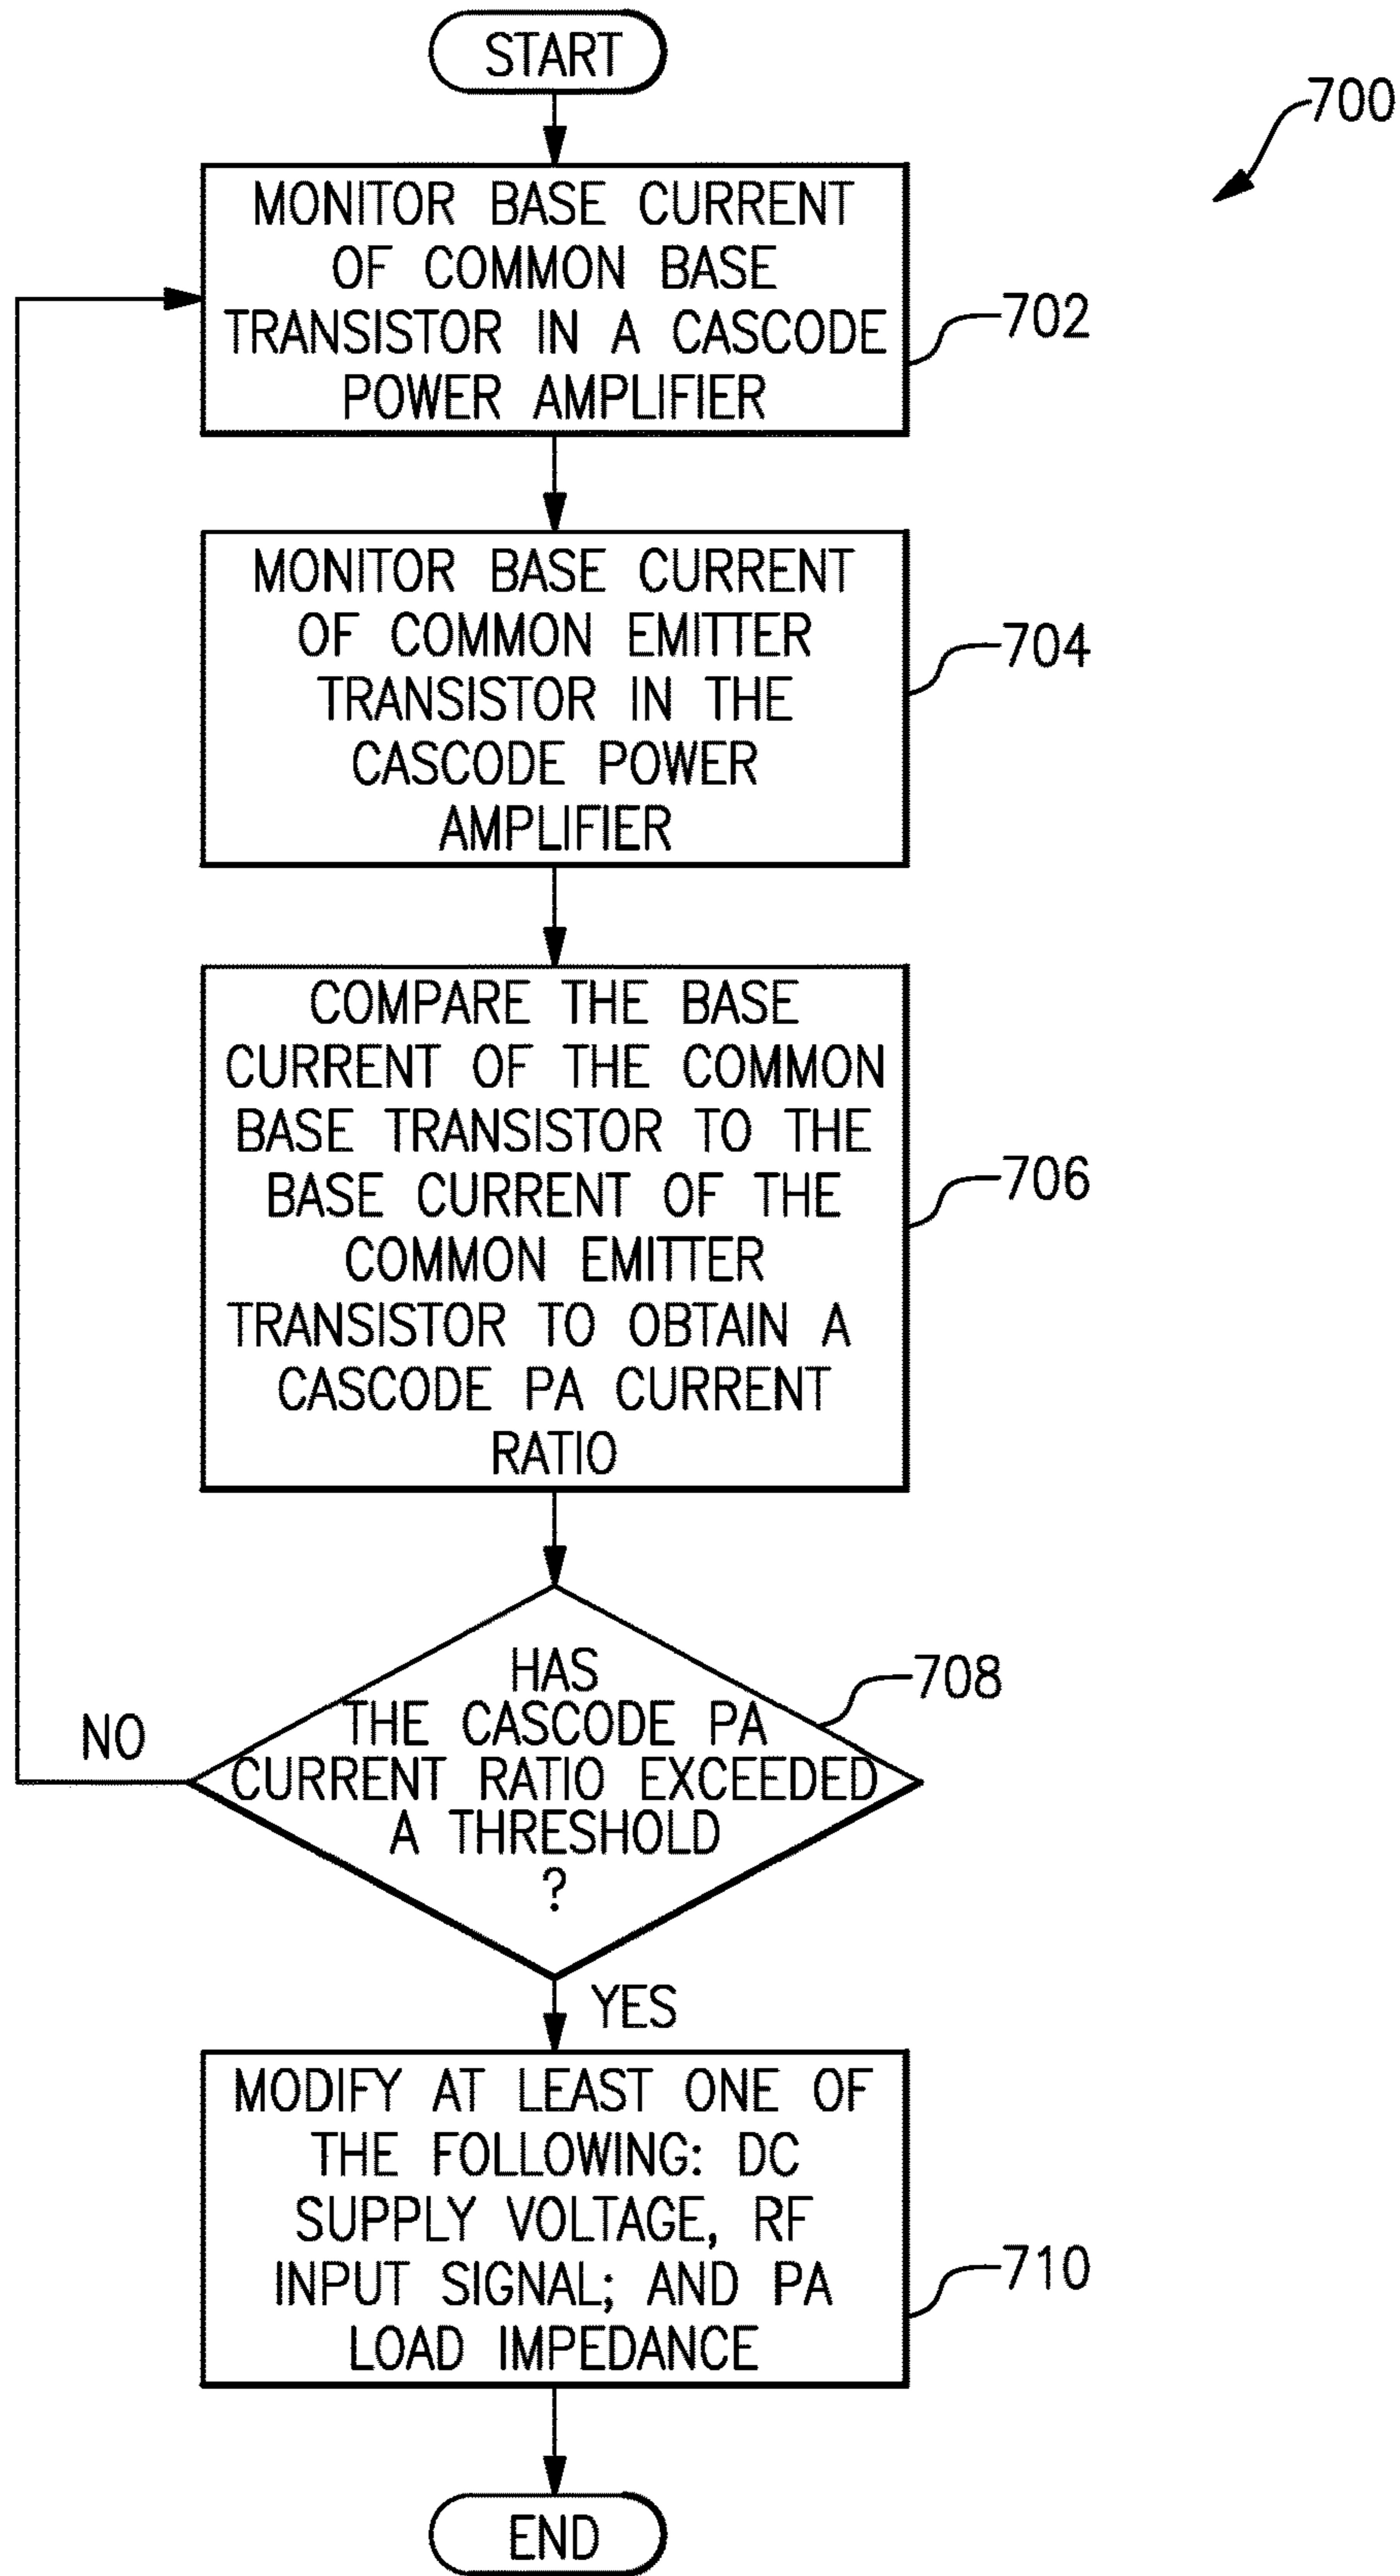 START
700
MONITOR BASE CURRENT
OF COMMON BASE
TRANSISTOR IN A CASCODE
POWER AMPLIFIER
702
MONITOR BASE CURRENT
OF COMMON EMITTER
TRANSISTOR IN THE
CASCODE POWER
AMPLIFIER
704
COMPARE THE BASE
CURRENT OF THE COMMON
BASE TRANSISTOR TO THE
BASE CURRENT OF THE
COMMON EMITTER
TRANSISTOR TO OBTAIN A
CASCODE PA CURRENT
RATIO
706
HAS
THE CASCODE PA
CURRENT RATIO EXCEEDED
A THRESHOLD
?
708
NO
YES
MODIFY AT LEAST ONE OF
THE FOLLOWING: DC
SUPPLY VOLTAGE, RF
INPUT SIGNAL; AND PA
LOAD IMPEDANCE
710
END